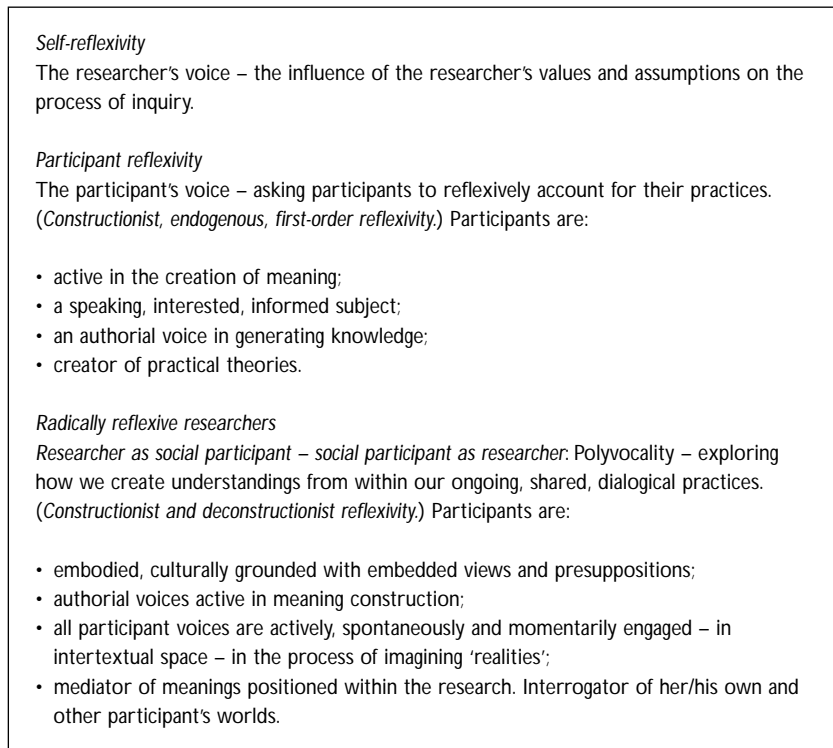 Self-reflexivity
The researcher's voice – the influence of the researcher's values and assumptions on the
process of inquiry.
Participant reflexivity
The participant's voice – asking participants to reflexively account for their practices.
(Constructionist, endogenous, first-order reflexivity.) Participants are:
• active in the creation of meaning;
• a speaking, interested, informed subject;
• an authorial voice in generating knowledge;
• creator of practical theories.
Radically reflexive researchers
Researcher as social participant – social participant as researcher: Polyvocality – exploring
how we create understandings from within our ongoing, shared, dialogical practices.
(Constructionist and deconstructionist reflexivity.) Participants are:
• embodied, culturally grounded with embedded views and presuppositions;
• authorial voices active in meaning construction;
• all participant voices are actively, spontaneously and momentarily engaged – in
intertextual space – in the process of imagining 'realities';
• mediator of meanings positioned within the research. Interrogator of her/his own and
other participant's worlds.